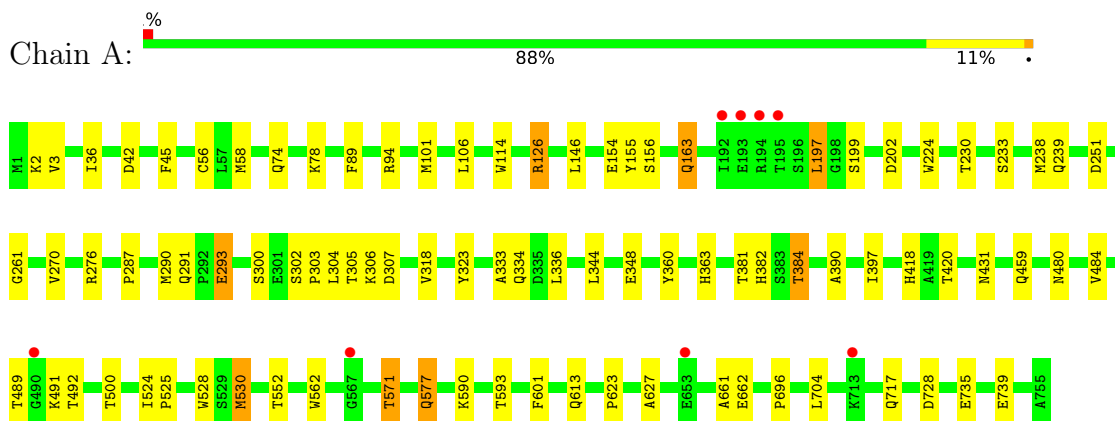 .%
Chain A:
88% 11% •
M1 K2 V3 I36 D42 F45 C56 L57 M58 Q74 K78 F89 R94 M101 L106 W114 R126 L146 E154 Y155 S156 Q163 I192 E193 R194 T195 S196 L197 G198 S199 D202 W224 T230 S233 M238 Q239 D251
G261 V270 R276 P287 M290 Q291 P292 E293 S300 E301 S302 P303 L304 T305 K306 D307 V318 Y323 A333 Q334 D335 L336 L344 E348 Y360 H363 T381 H382 S383 T384 A390 I397 H418 A419 T420 N431 Q459 N480 V484
T489 G490 K491 T492 T500 I524 P525 W528 S529 M530 T552 W562 G567 T571 Q577 K590 T593 F601 Q613 P623 A627 E653 A661 E662 P696 L704 K713 Q717 D728 E735 E739 A755